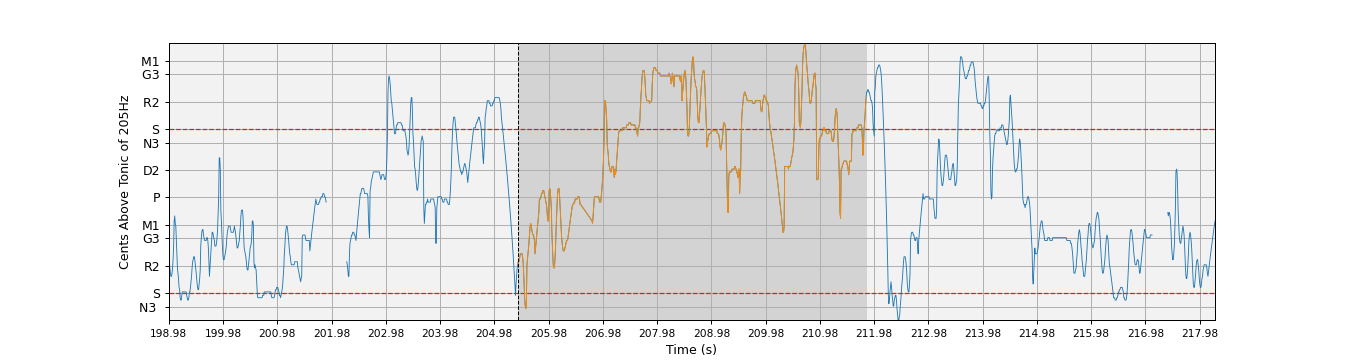 Cents Above Tonic of 205Hz
M1
G3
R2
S
N3
D2
P
M1
G3
R2
S
N3
198.98 199.98 200.98 201.98 202.98 203.98 204.98 205.98 206.98 207.98 208.98 209.98 210.98 211.98 212.98 213.98 214.98 215.98 216.98 217.98
Time (s)